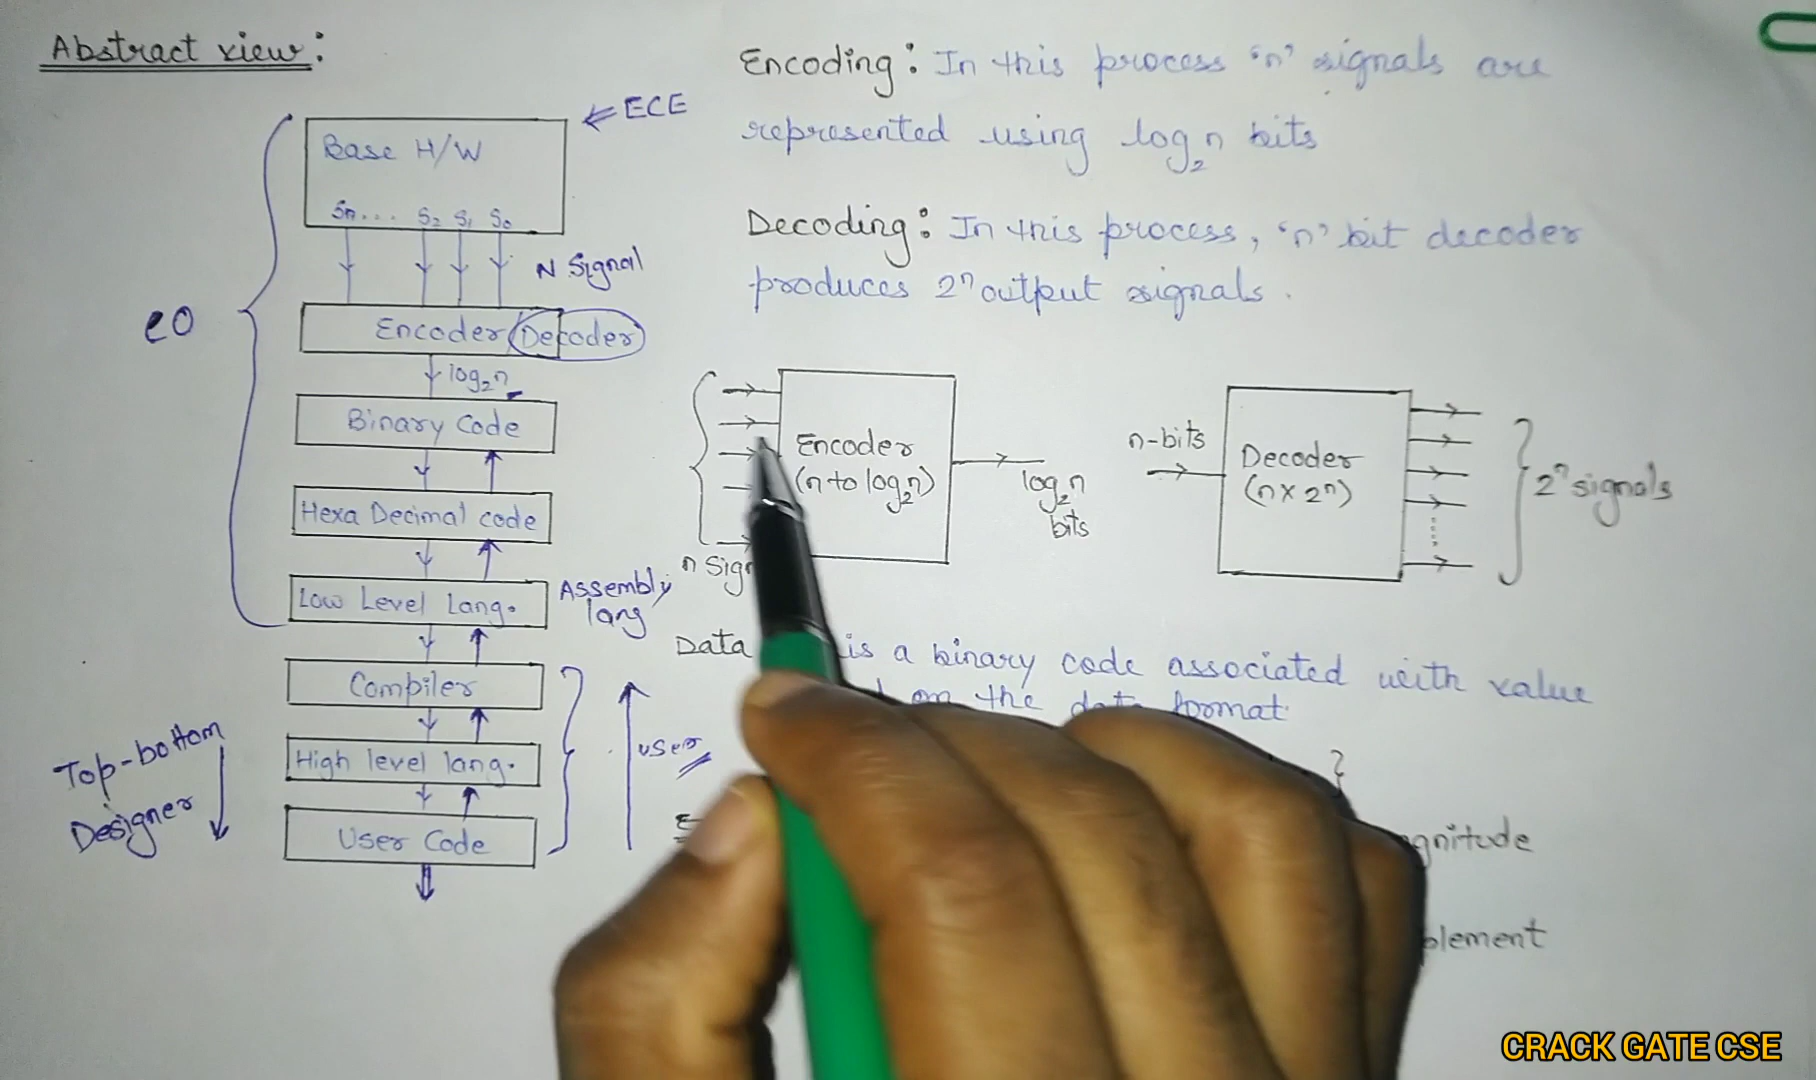 Abstract view:
← ECE
Base H/W
Sn... S₂ S₁ S₀
N Signal
CO
Encoder Decoder
log₂n
Binary Code
Hexa Decimal code
Low Level Lang.
Assembly
lang
Compiler
High level lang.
User Code
user
Top-bottom
Designer
Encoding: In this process 'n' signals are
represented using log₂n bits
Decoding: In this process, 'n' bit decoder
produces 2ⁿ output signals.
Encoder
(n to log₂n)
log₂n
bits
n-bits
Decoder
(n x 2ⁿ)
2ⁿ signals
Data is a binary code associated with value
on the data format.
CRACK GATE CSE